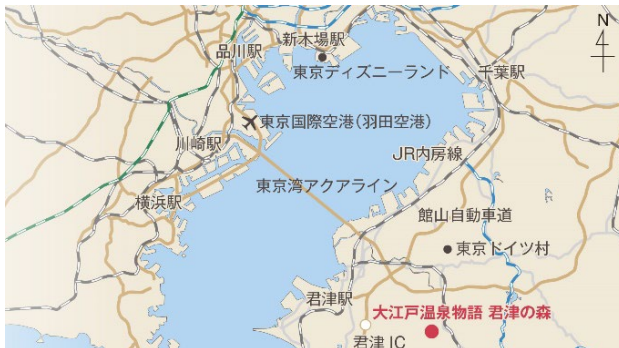 N
新木場駅
品川駅
東京ディズニーランド
千葉駅
東京国際空港(羽田空港)
川崎駅
JR内房線
東京湾アクアライン
横浜駅
館山自動車道
東京ドイツ村
君津駅
大江戸温泉物語 君津の森
君津 IC